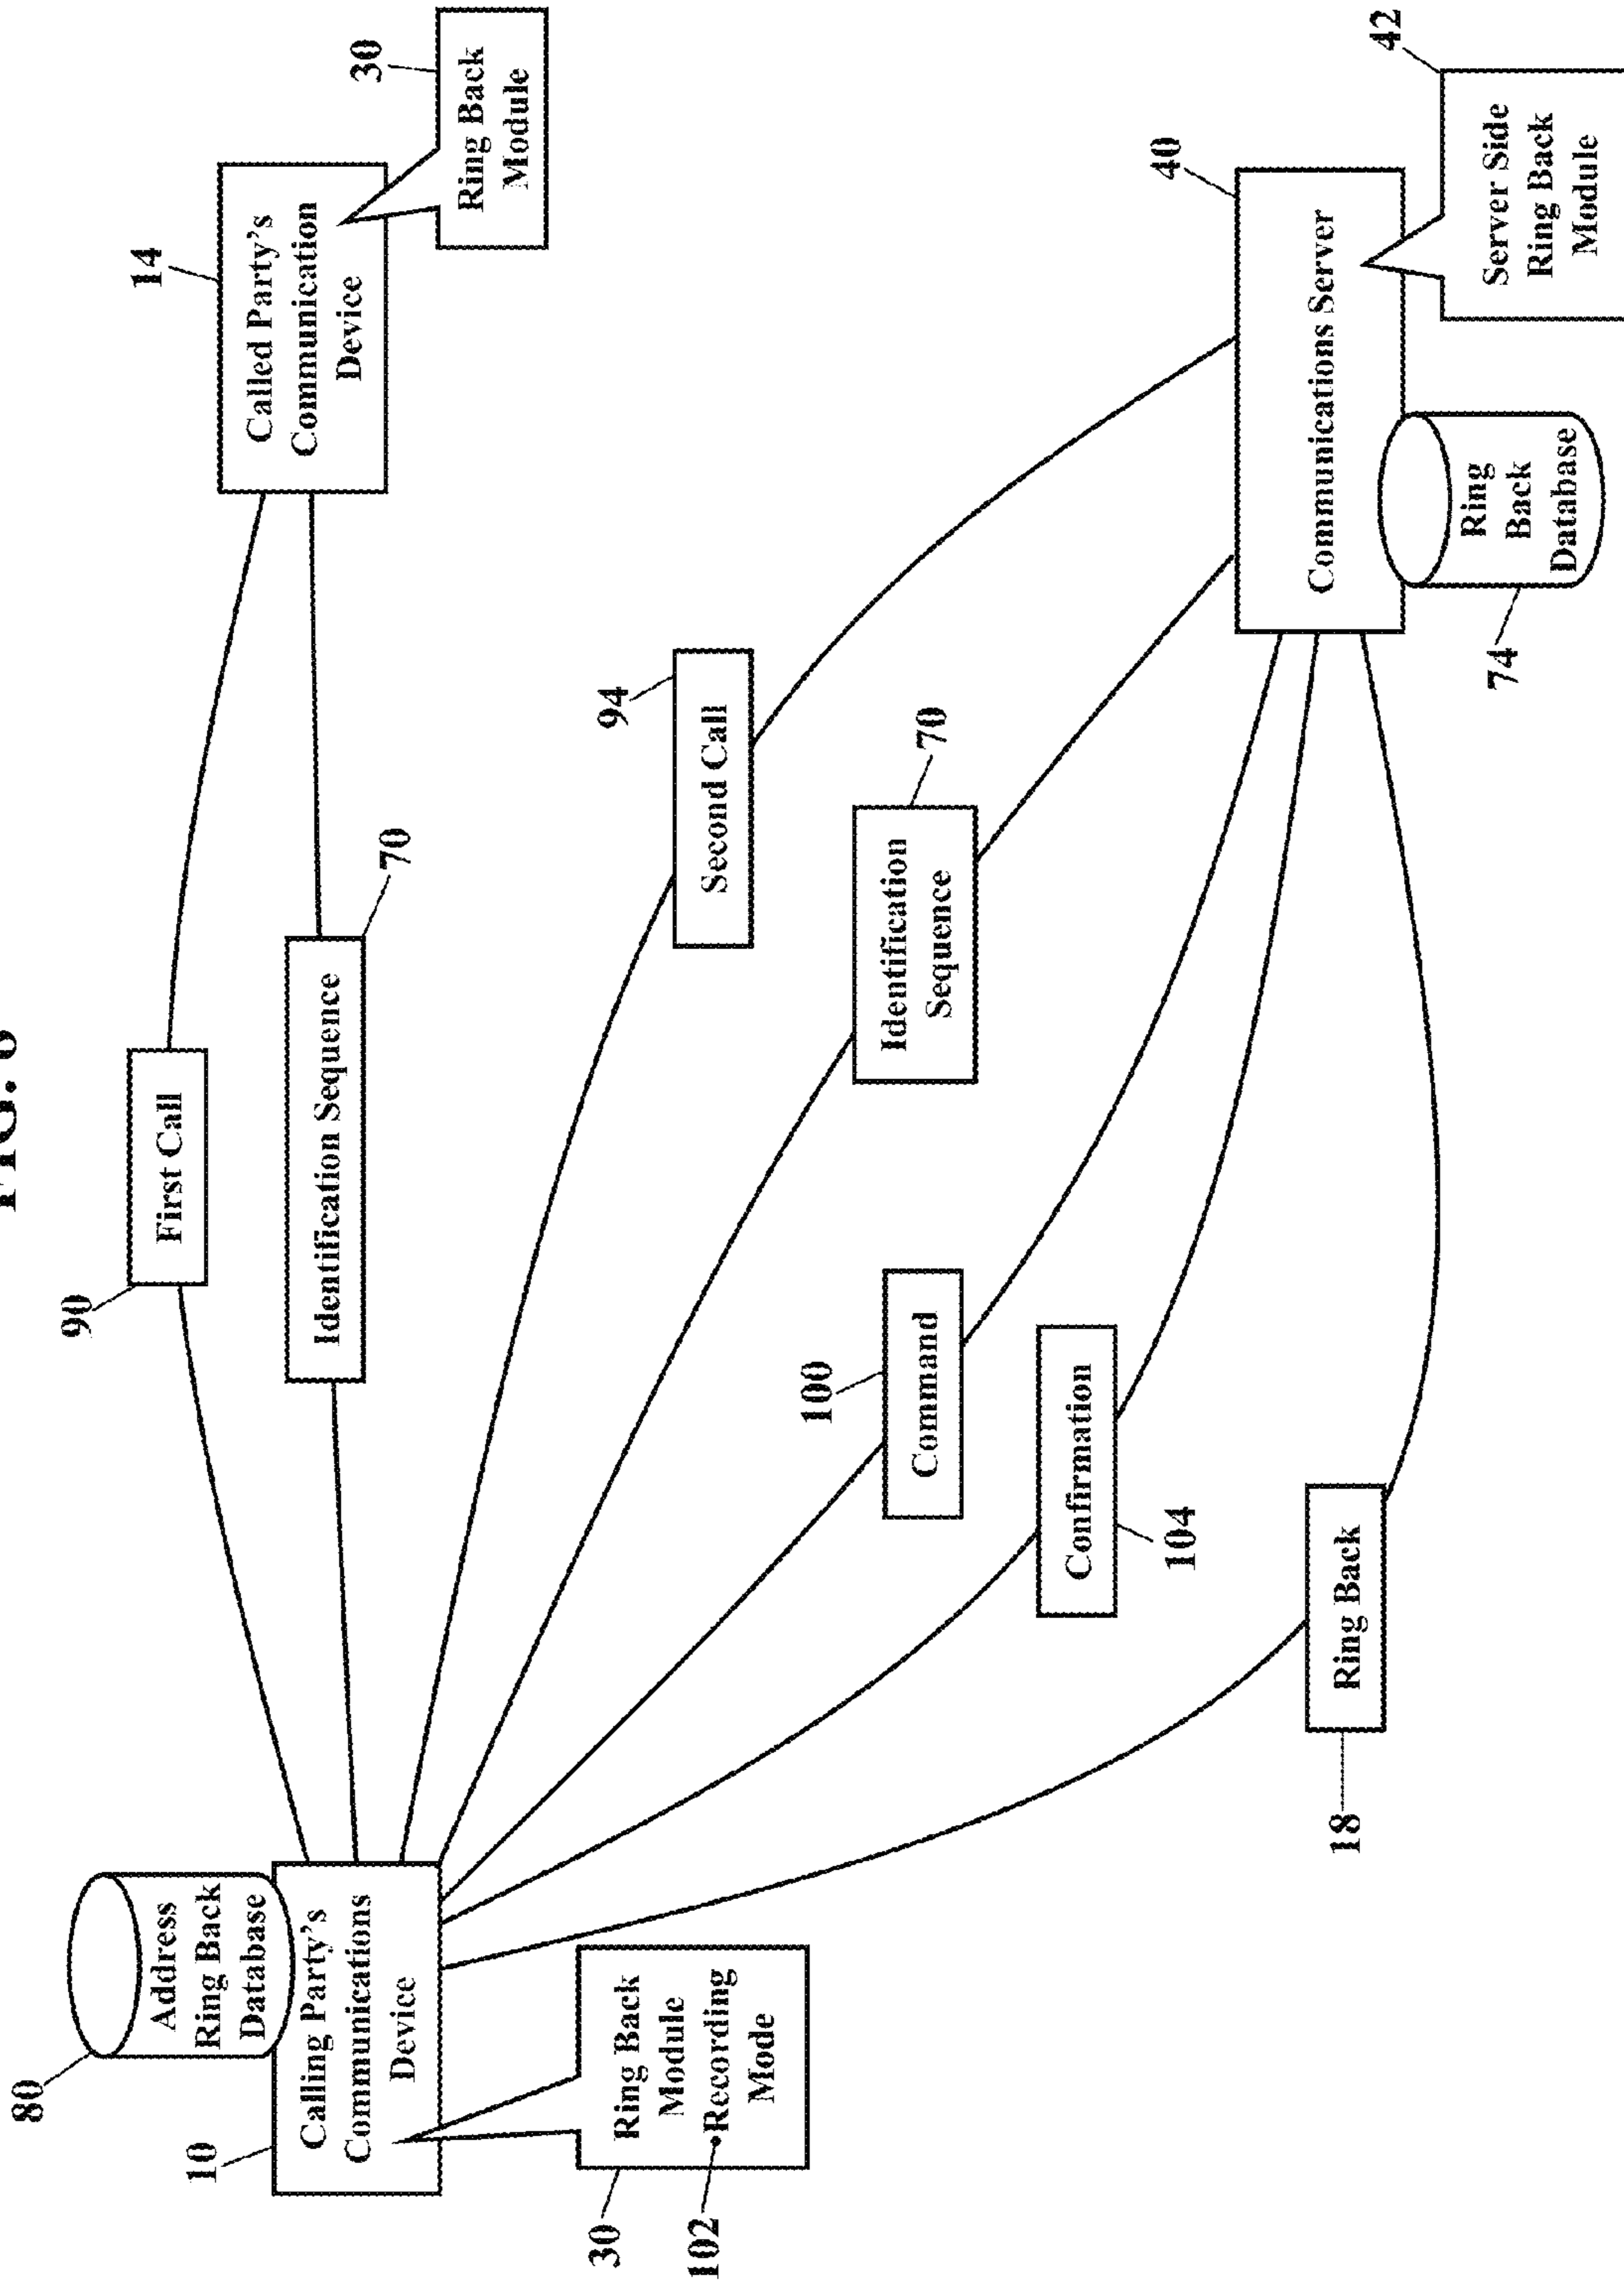 FIG.
80
90
First Call
14
Address
Ring Back
Database
10
Calling Party's
Communications
Device
Identification Sequence
70
Called Party's
Communication
Device
30
Ring Back
Module
30
Ring Back
Module
102
•Recording
Mode
94
Second Call
70
Identification
Sequence
100
Command
Confirmation
104
40
Communications Server
18
Ring Back
42
Server Side
Ring Back
Module
74
Ring
Back
Database